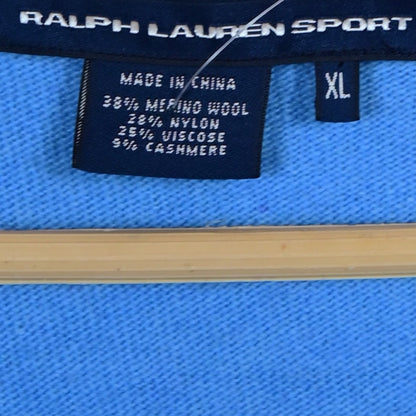 RALPH LAUREN SPORT
MADE IN CHINA
XL
38% MERINO WOOL
28% NYLON
25% VISCOSE
9% CASHMERE